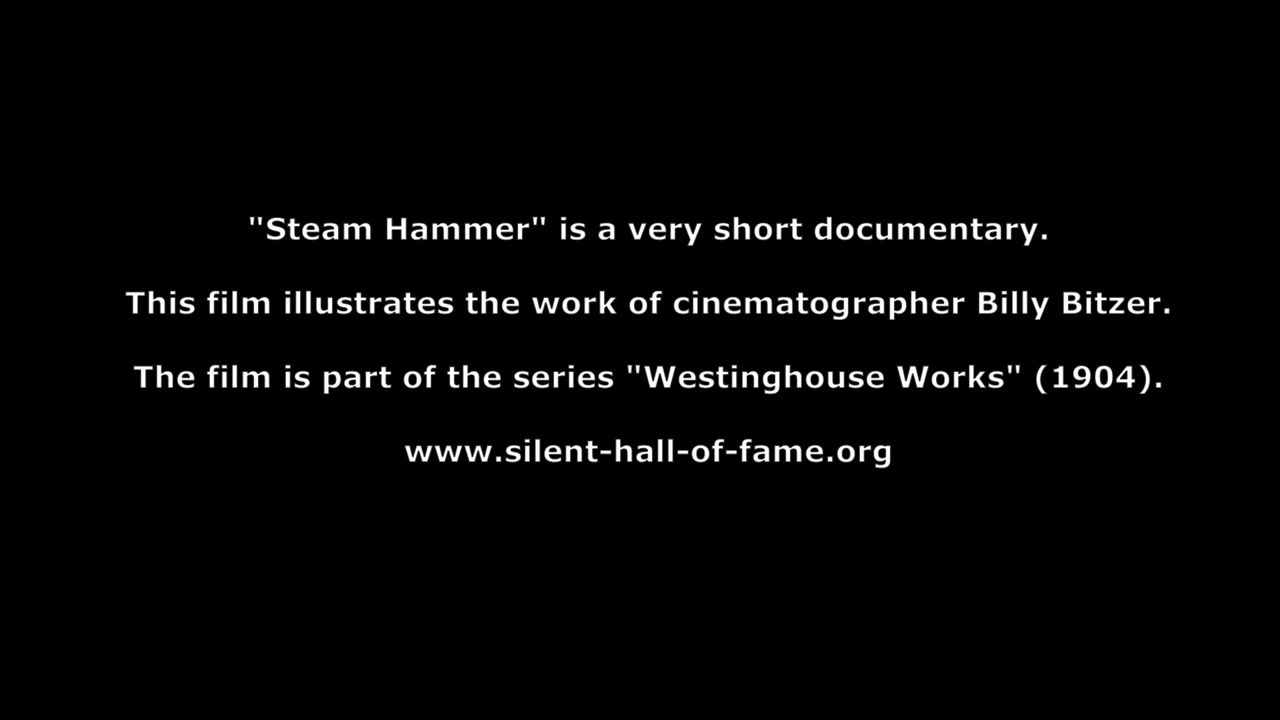 "Steam Hammer" is a very short documentary.
This film illustrates the work of cinematographer Billy Bitzer.
The film is part of the series "Westinghouse Works" (1904).
www.silent-hall-of-fame.org